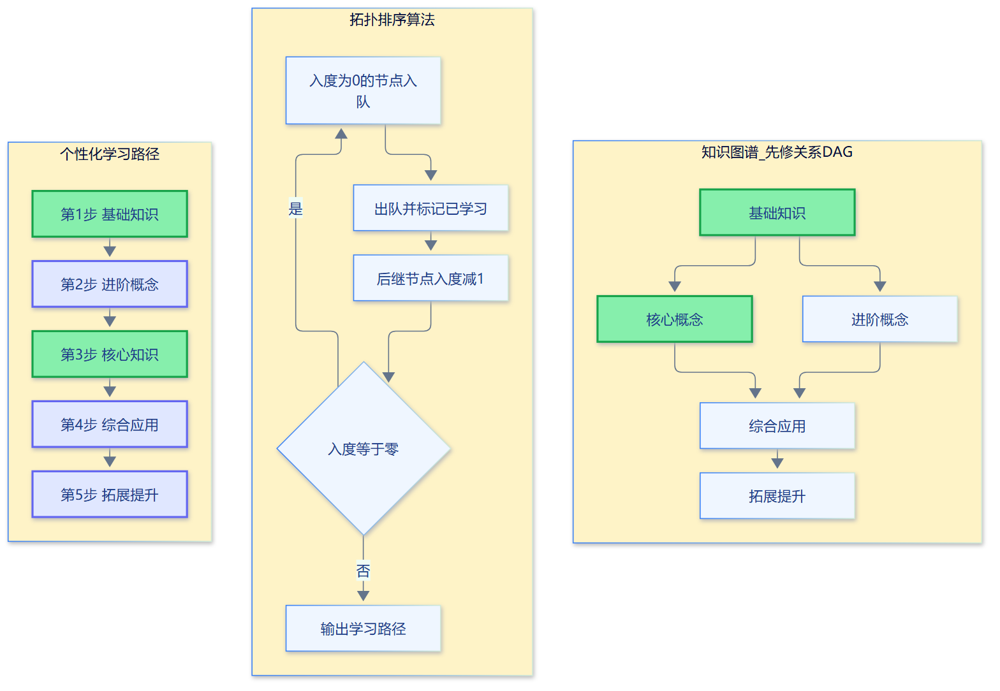 个性化学习路径
第1步 基础知识
第2步 进阶概念
第3步 核心知识
第4步 综合应用
第5步 拓展提升
拓扑排序算法
入度为0的节点入
队
出队并标记已学习
后继节点入度减1
是
入度等于零
否
输出学习路径
知识图谱_先修关系DAG
基础知识
核心概念
进阶概念
综合应用
拓展提升